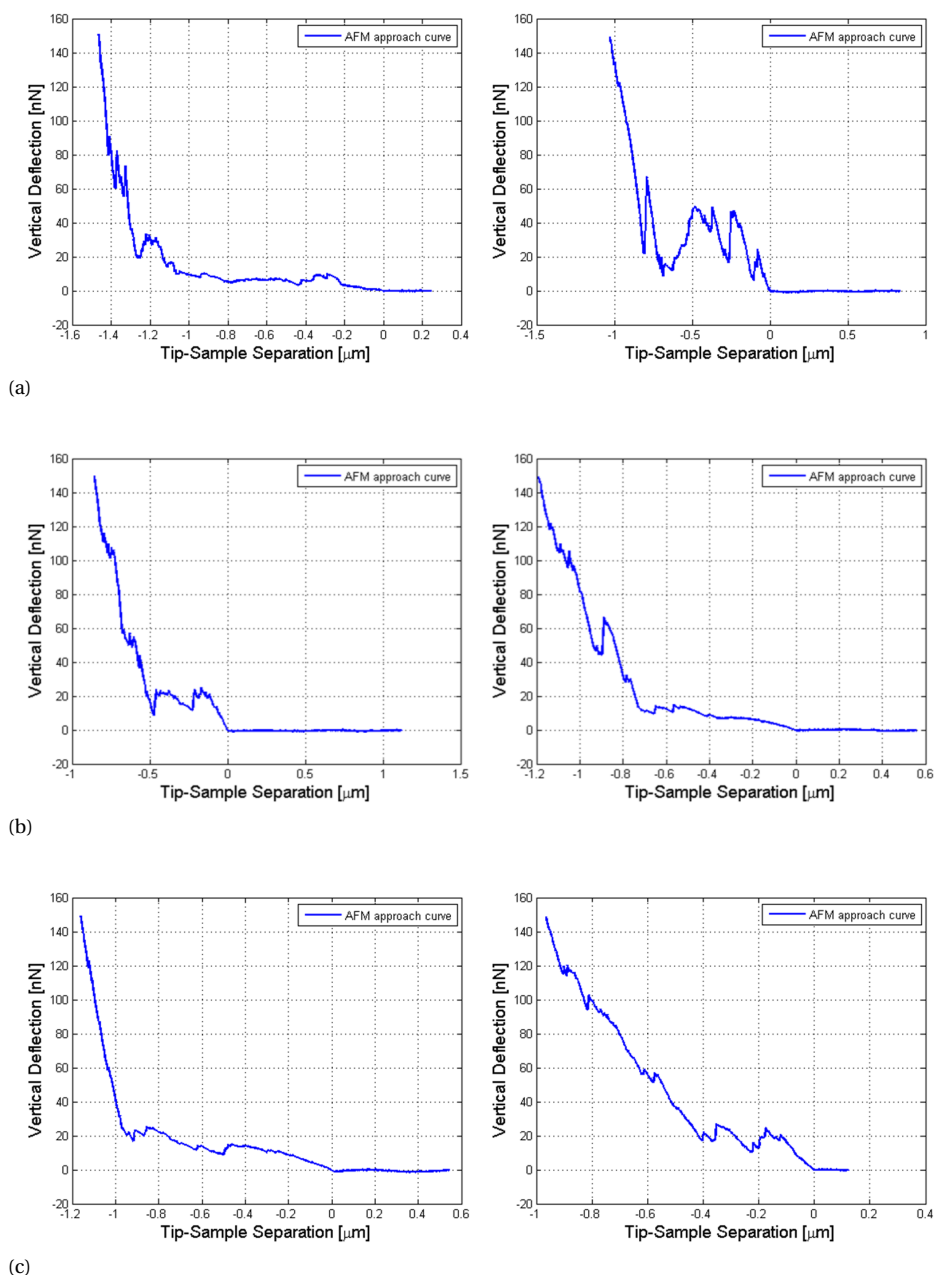 160
140
120
100
80
60
40
20
0
-20
Vertical Deflection [nN]
AFM approach curve
-1.6 -1.4 -1.2 -1 -0.8 -0.6 -0.4 -0.2 0 0.2 0.4
Tip-Sample Separation [μm]
160
140
120
100
80
60
40
20
0
-20
Vertical Deflection [nN]
AFM approach curve
-1.5 -1 -0.5 0 0.5 1
Tip-Sample Separation [μm]
(a)
160
140
120
100
80
60
40
20
0
-20
Vertical Deflection [nN]
AFM approach curve
-1 -0.5 0 0.5 1 1.5
Tip-Sample Separation [μm]
160
140
120
100
80
60
40
20
0
-20
Vertical Deflection [nN]
AFM approach curve
-1.2 -1 -0.8 -0.6 -0.4 -0.2 0 0.2 0.4 0.6
Tip-Sample Separation [μm]
(b)
160
140
120
100
80
60
40
20
0
-20
Vertical Deflection [nN]
AFM approach curve
-1.2 -1 -0.8 -0.6 -0.4 -0.2 0 0.2 0.4 0.6
Tip-Sample Separation [μm]
160
140
120
100
80
60
40
20
0
-20
Vertical Deflection [nN]
AFM approach curve
-1 -0.8 -0.6 -0.4 -0.2 0 0.2 0.4
Tip-Sample Separation [μm]
(c)